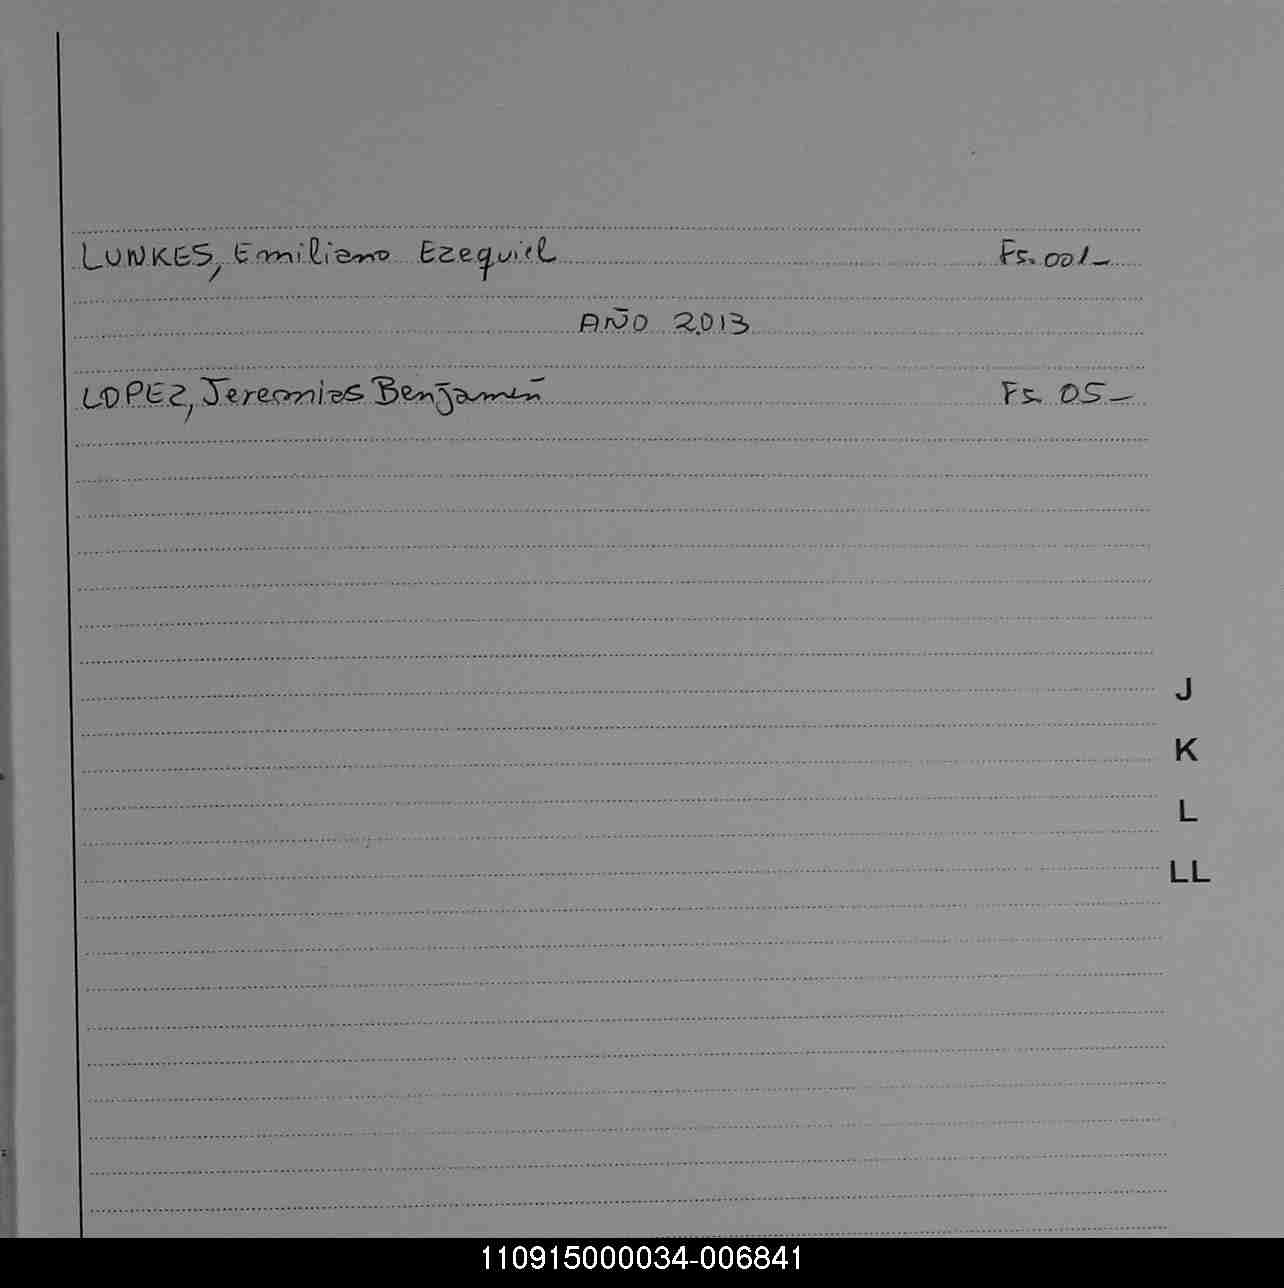 LUNKES, Emiliano Ezequiel Fs. 001-
AÑO 2013
LOPEZ, Jeremias Benjamin Fs. 05-
J
K
L
LL
110915000034-006841